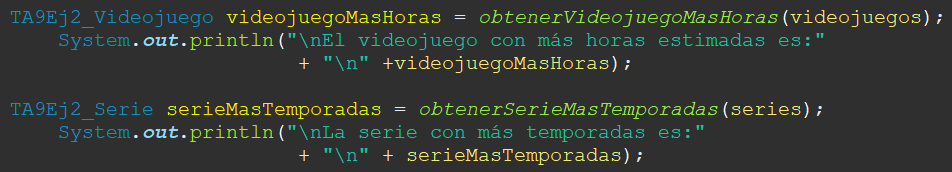 TA9Ej2_Videojuego videojuegoMasHoras = obtenerVideojuegoMasHoras(videojuegos);
System.out.println("\nEl videojuego con más horas estimadas es:"
+ "\n" +videojuegoMasHoras);
TA9Ej2_Serie serieMasTemporadas = obtenerSerieMasTemporadas(series);
System.out.println("\nLa serie con más temporadas es:"
+ "\n" + serieMasTemporadas);